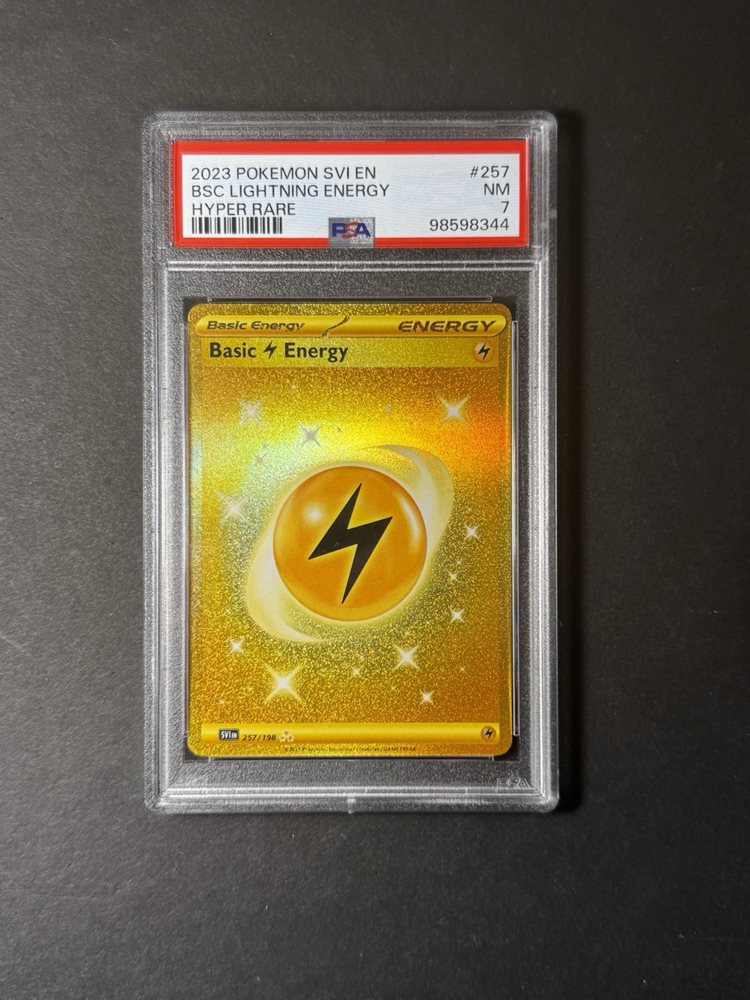 2023 POKEMON SVI EN #257
BSC LIGHTNING ENERGY NM
HYPER RARE 7
PSA 98598344
Basic Energy ENERGY
Basic Energy
SVI EN 257/198